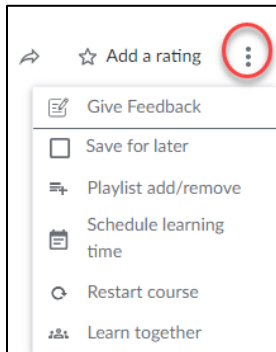 Add a rating
Give Feedback
Save for later
Playlist add/remove
Schedule learning
time
Restart course
Learn together